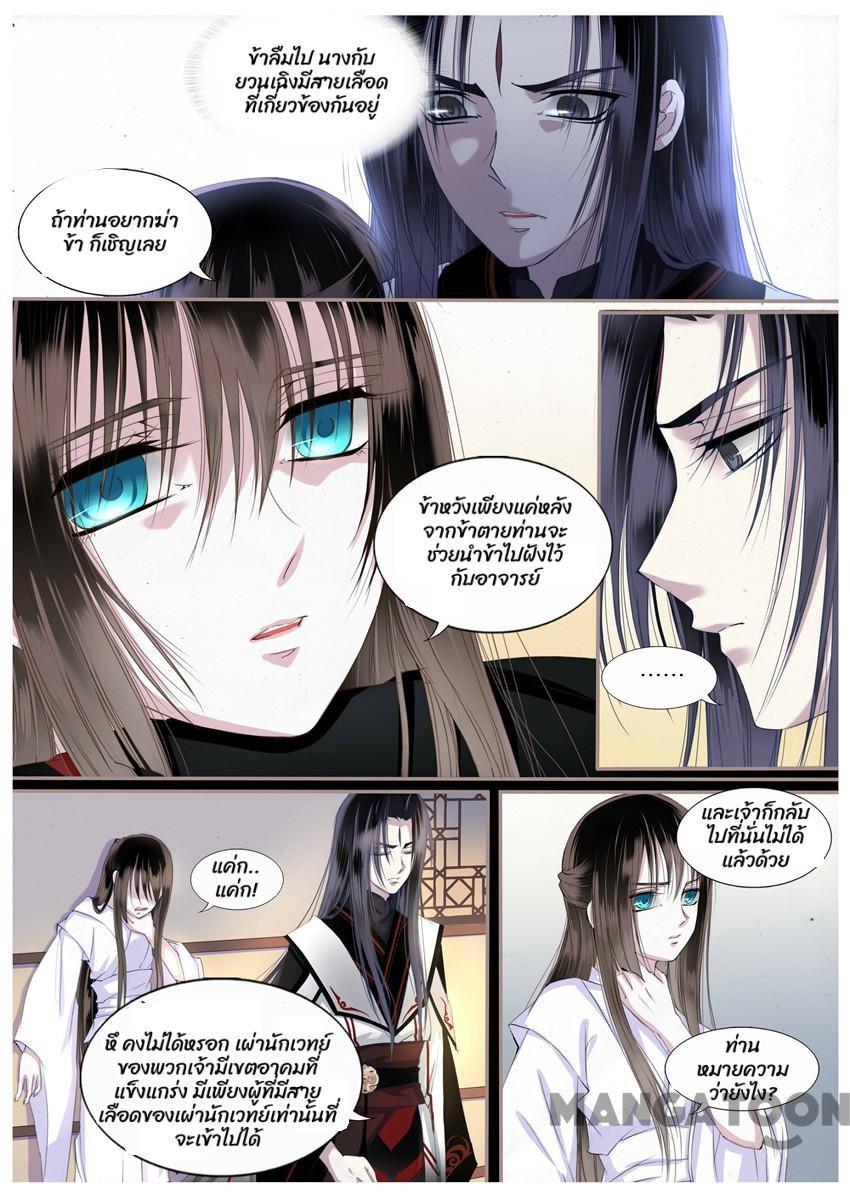 ข้าลืมไป นางกับ
ยวนเฉิงมีสายเลือด
ที่เกี่ยวข้องกันอยู่
ถ้าท่านอยากฆ่า
ข้า ก็เชิญเลย
ข้าหวังเพียงแค่หลัง
จากข้าตายท่านจะ
ช่วยนำข้าไปฝังไว้
กับอาจารย์
......
แค่ก..
แค่ก!
หึ คงไม่ได้หรอก เผ่านักเวทย์
ของพวกเจ้ามีเขตอาคมที่
แข็งแกร่ง มีเพียงผู้ที่มีสาย
เลือดของเผ่านักเวทย์เท่านั้นที่
จะเข้าไปได้
และเจ้าก็กลับ
ไปที่นั่นไม่ได้
แล้วด้วย
ท่าน
หมายความ
ว่ายังไง?
MANGATOON